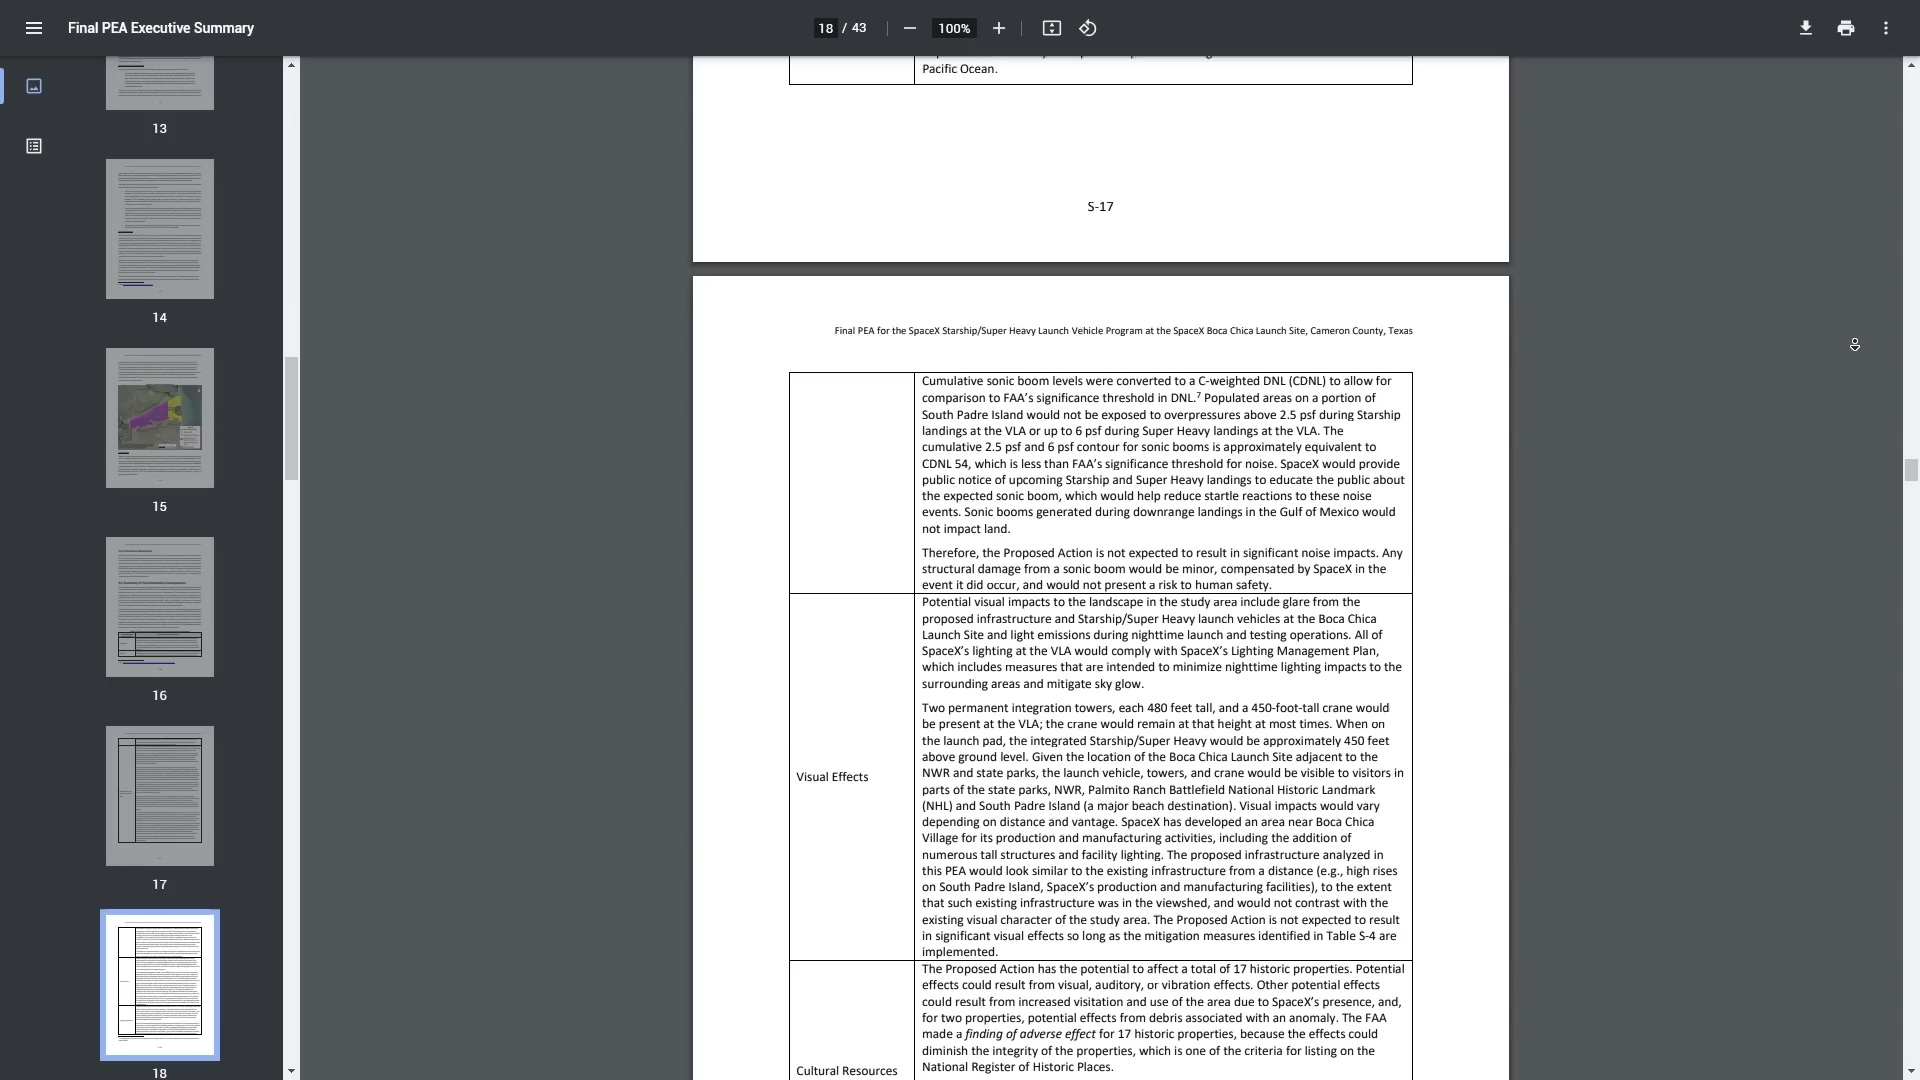 Final PEA Executive Summary
18 / 43
100%
13
14
15
16
17
18
Pacific Ocean.
S-17
Final PEA for the SpaceX Starship/Super Heavy Launch Vehicle Program at the SpaceX Boca Chica Launch Site, Cameron County, Texas
Cumulative sonic boom levels were converted to a C-weighted DNL (CDNL) to allow for
comparison to FAA's significance threshold in DNL.7 Populated areas on a portion of
South Padre Island would not be exposed to overpressures above 2.5 psf during Starship
landings at the VLA or up to 6 psf during Super Heavy landings at the VLA. The
cumulative 2.5 psf and 6 psf contour for sonic booms is approximately equivalent to
CDNL 54, which is less than FAA's significance threshold for noise. SpaceX would provide
public notice of upcoming Starship and Super Heavy landings to educate the public about
the expected sonic boom, which would help reduce startle reactions to these noise
events. Sonic booms generated during downrange landings in the Gulf of Mexico would
not impact land.
Therefore, the Proposed Action is not expected to result in significant noise impacts. Any
structural damage from a sonic boom would be minor, compensated by SpaceX in the
event it did occur, and would not present a risk to human safety.
Visual Effects
Potential visual impacts to the landscape in the study area include glare from the
proposed infrastructure and Starship/Super Heavy launch vehicles at the Boca Chica
Launch Site and light emissions during nighttime launch and testing operations. All of
SpaceX's lighting at the VLA would comply with SpaceX's Lighting Management Plan,
which includes measures that are intended to minimize nighttime lighting impacts to the
surrounding areas and mitigate sky glow.
Two permanent integration towers, each 480 feet tall, and a 450-foot-tall crane would
be present at the VLA; the crane would remain at that height at most times. When on
the launch pad, the integrated Starship/Super Heavy would be approximately 450 feet
above ground level. Given the location of the Boca Chica Launch Site adjacent to the
NWR and state parks, the launch vehicle, towers, and crane would be visible to visitors in
parts of the state parks, NWR, Palmito Ranch Battlefield National Historic Landmark
(NHL) and South Padre Island (a major beach destination). Visual impacts would vary
depending on distance and vantage. SpaceX has developed an area near Boca Chica
Village for its production and manufacturing activities, including the addition of
numerous tall structures and facility lighting. The proposed infrastructure analyzed in
this PEA would look similar to the existing infrastructure from a distance (e.g., high rises
on South Padre Island, SpaceX's production and manufacturing facilities), to the extent
that such existing infrastructure was in the viewshed, and would not contrast with the
existing visual character of the study area. The Proposed Action is not expected to result
in significant visual effects so long as the mitigation measures identified in Table S-4 are
implemented.
Cultural Resources
The Proposed Action has the potential to affect a total of 17 historic properties. Potential
effects could result from visual, auditory, or vibration effects. Other potential effects
could result from increased visitation and use of the area due to SpaceX's presence, and,
for two properties, potential effects from debris associated with an anomaly. The FAA
made a finding of adverse effect for 17 historic properties, because the effects could
diminish the integrity of the properties, which is one of the criteria for listing on the
National Register of Historic Places.